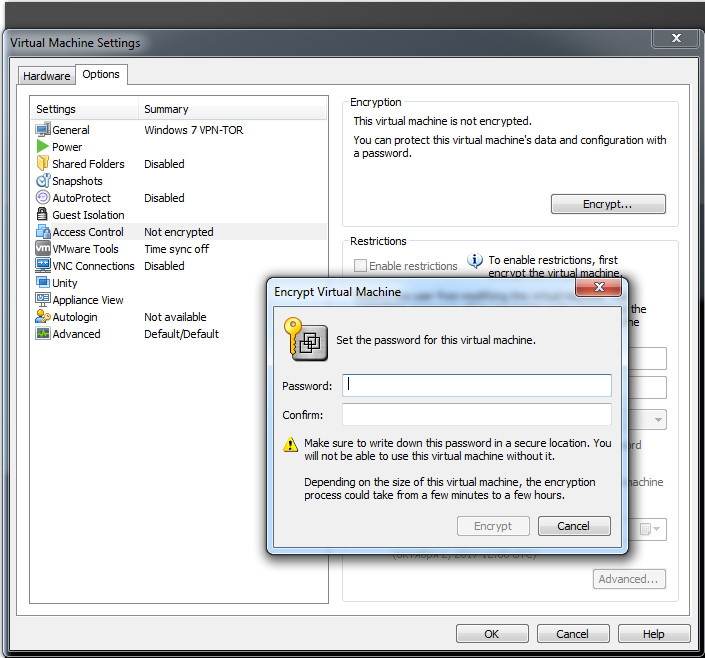 Virtual Machine Settings
Hardware
Options
Settings
Summary
General
Windows 7 VPN-TOR
Power
Shared Folders
Disabled
Snapshots
AutoProtect
Disabled
Guest Isolation
Access Control
Not encrypted
vm
VMware Tools
Time sync off
VNC Connections
Disabled
Unity
Appliance View
Autologin
Not available
Advanced
Default/Default
Encryption
This virtual machine is not encrypted.
You can protect this virtual machine's data and configuration with
a password.
Encrypt...
Restrictions
Enable restrictions
To enable restrictions, first
encrypt the virtual machine.
the
ne
rd
machine
Advanced...
Encrypt Virtual Machine
Set the password for this virtual machine.
Password:
Confirm:
Make sure to write down this password in a secure location. You
will not be able to use this virtual machine without it.
Depending on the size of this virtual machine, the encryption
process could take from a few minutes to a few hours.
Encrypt
Cancel
OK
Cancel
Help